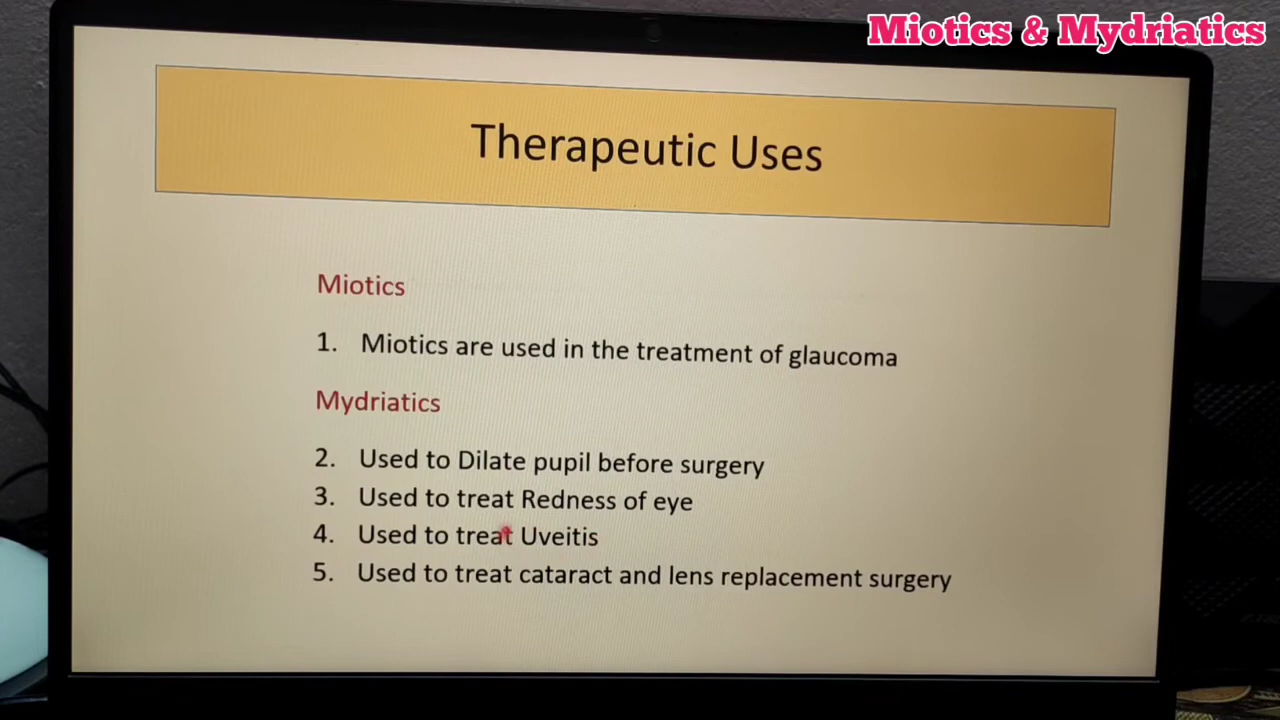 Miotics & Mydriatics
Therapeutic Uses
Miotics
1. Miotics are used in the treatment of glaucoma
Mydriatics
2. Used to Dilate pupil before surgery
3. Used to treat Redness of eye
4. Used to treat Uveitis
5. Used to treat cataract and lens replacement surgery